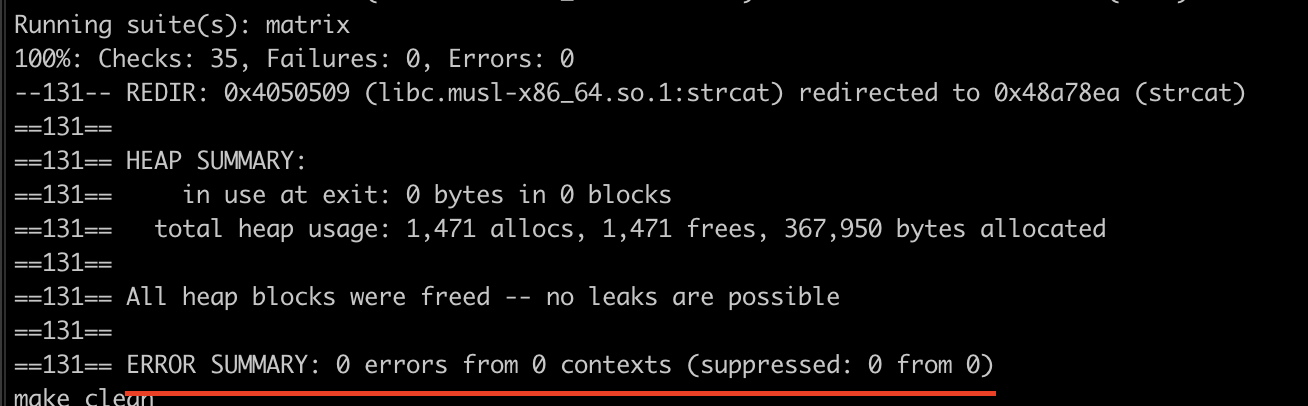 Running suite(s): matrix
100%: Checks: 35, Failures: 0, Errors: 0
--131-- REDIR: 0x4050509 (libc.musl-x86_64.so.1:strcat) redirected to 0x48a78ea (strcat)
==131==
==131== HEAP SUMMARY:
==131==     in use at exit: 0 bytes in 0 blocks
==131==   total heap usage: 1,471 allocs, 1,471 frees, 367,950 bytes allocated
==131==
==131== All heap blocks were freed -- no leaks are possible
==131==
==131== ERROR SUMMARY: 0 errors from 0 contexts (suppressed: 0 from 0)
make clean